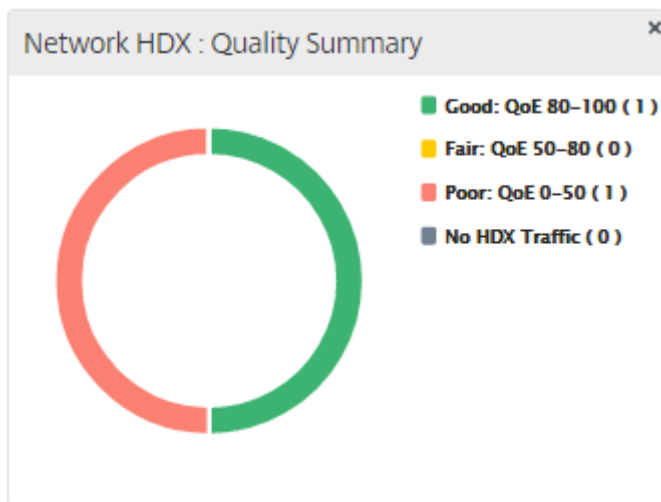 Network HDX : Quality Summary
×
Good: QoE 80–100 ( 1 )
Fair: QoE 50–80 ( 0 )
Poor: QoE 0–50 ( 1 )
No HDX Traffic ( 0 )